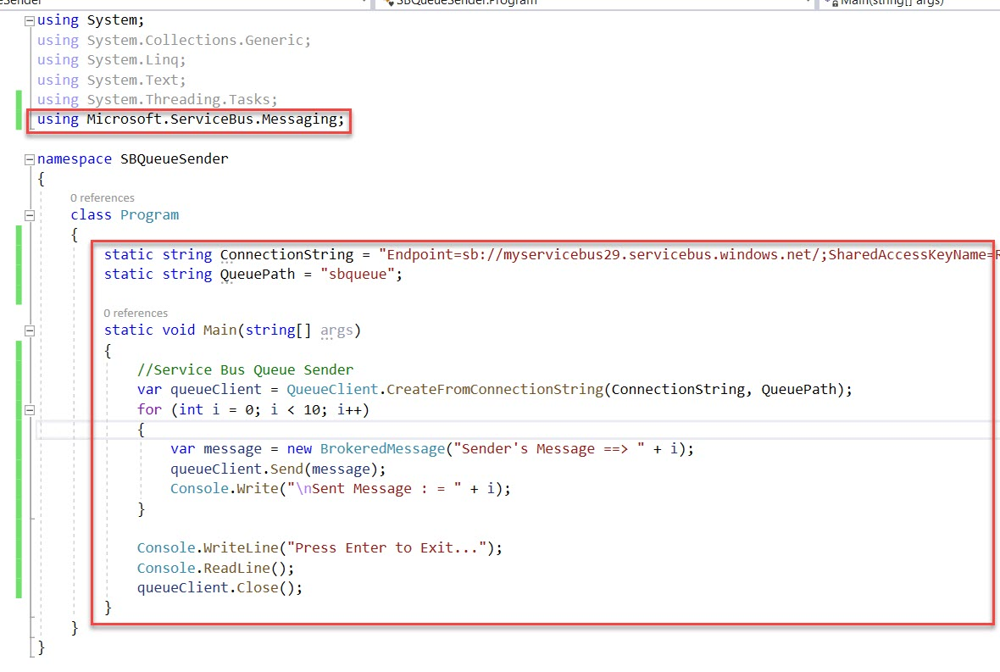 SBQueueSender.Program
Main(string[] args)
using System;
using System.Collections.Generic;
using System.Linq;
using System.Text;
using System.Threading.Tasks;
using Microsoft.ServiceBus.Messaging;
namespace SBQueueSender
{
0 references
class Program
{
static string ConnectionString = "Endpoint=sb://myservicebus29.servicebus.windows.net/;SharedAccessKeyName=R
static string QueuePath = "sbqueue";
0 references
static void Main(string[] args)
{
//Service Bus Queue Sender
var queueClient = QueueClient.CreateFromConnectionString(ConnectionString, QueuePath);
for (int i = 0; i < 10; i++)
{
var message = new BrokeredMessage("Sender's Message ==> " + i);
queueClient.Send(message);
Console.Write("\nSent Message : = " + i);
}
Console.WriteLine("Press Enter to Exit...");
Console.ReadLine();
queueClient.Close();
}
}
}